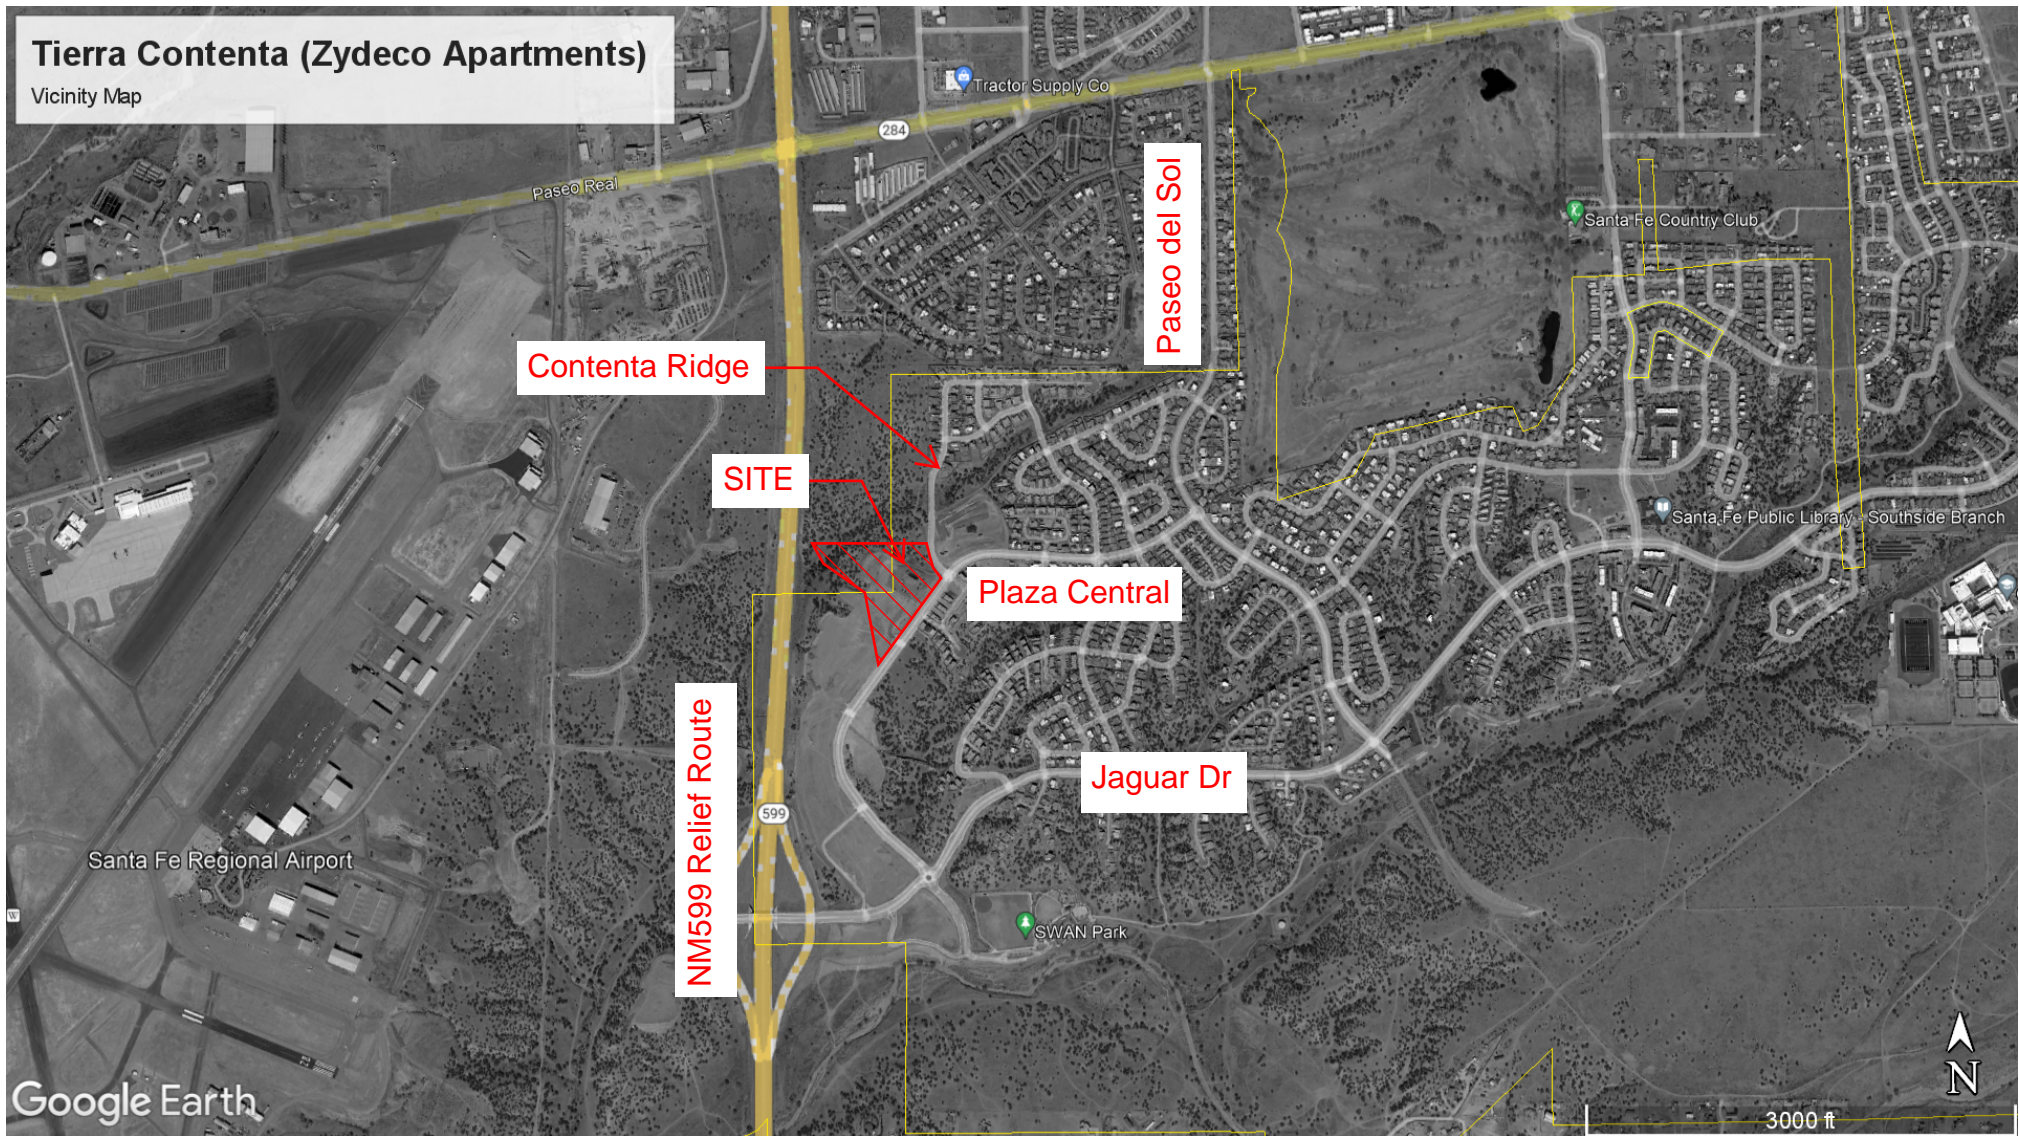 Tierra Contenta (Zydeco Apartments)
Vicinity Map
Tractor Supply Co
284
Paseo Real
Paseo del Sol
Santa Fe Country Club
Contenta Ridge
SITE
Santa Fe Public Library - Southside Branch
Plaza Central
NM599 Relief Route
Jaguar Dr
599
Santa Fe Regional Airport
W
SWAN Park
N
Google Earth
3000 ft